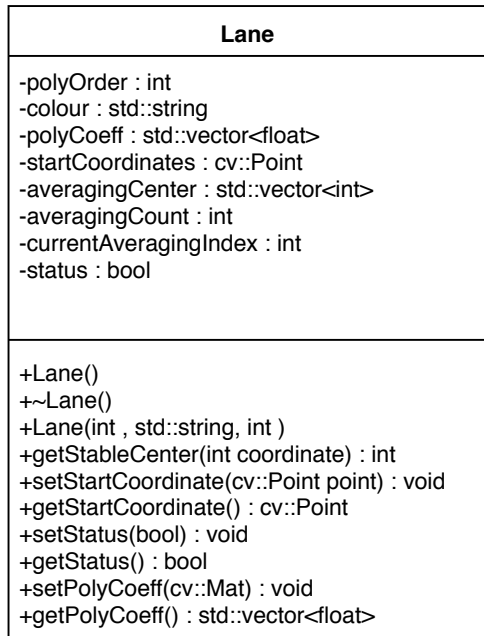 Lane
-polyOrder : int
-colour : std::string
-polyCoeff : std::vector<float>
-startCoordinates : cv::Point
-averagingCenter : std::vector<int>
-averagingCount : int
-currentAveragingIndex : int
-status : bool
+Lane()
+~Lane()
+Lane(int , std::string, int )
+getStableCenter(int coordinate) : int
+setStartCoordinate(cv::Point point) : void
+getStartCoordinate() : cv::Point
+setStatus(bool) : void
+getStatus() : bool
+setPolyCoeff(cv::Mat) : void
+getPolyCoeff() : std::vector<float>